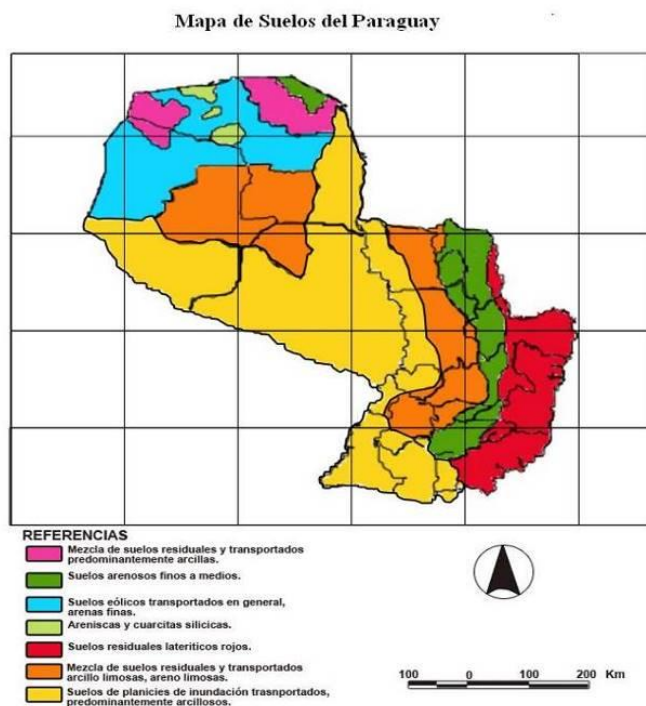 Mapa de Suelos del Paraguay
REFERENCIAS
Mezcla de suelos residuales y transportados
predominantemente arcillas.
Suelos arenosos finos a medios.
Suelos eólicos transportados en general,
arenas finas.
Areniscas y cuarcitas silicicas.
Suelos residuales lateriticos rojos.
Mezcla de suelos residuales y transportados
arcillo limosas, areno limosas.
Suelos de planicies de inundación trasnportados,
predominantemente arcillosos.
100 0 100 200 Km